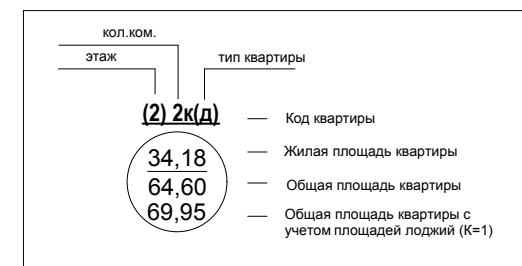 кол.ком.
этаж
тип квартиры
(2) 2к(д)
Код квартиры
34,18
Жилая площадь квартиры
64,60
Общая площадь квартиры
69,95
Общая площадь квартиры с
учетом площадей лоджий (К=1)